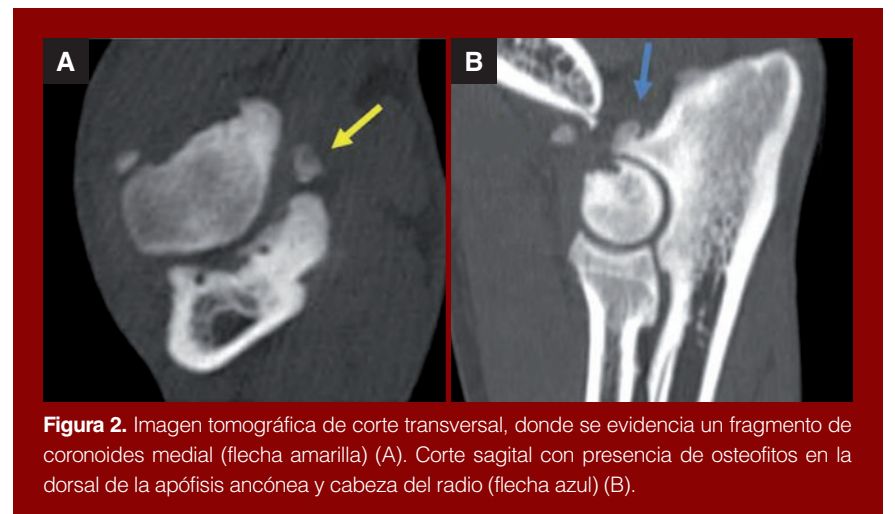 A
B
Figura 2. Imagen tomográfica de corte transversal, donde se evidencia un fragmento de
coronoides medial (flecha amarilla) (A). Corte sagital con presencia de osteofitos en la
dorsal de la apófisis ancónea y cabeza del radio (flecha azul) (B).